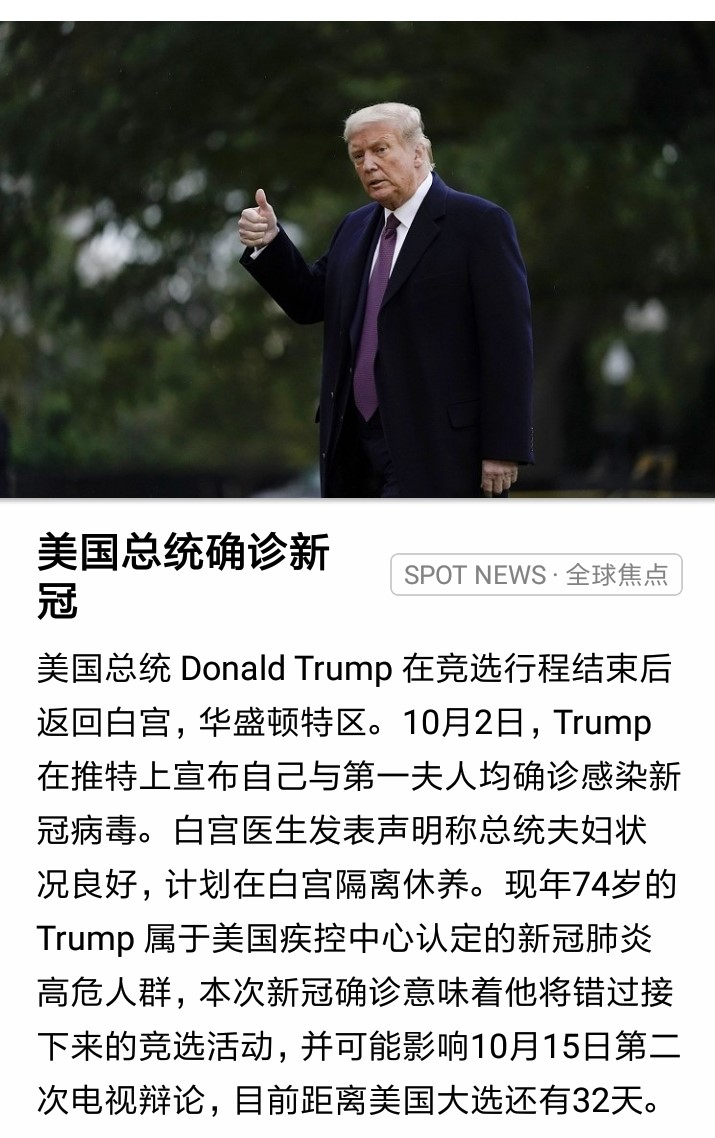 美国总统确诊新
冠
SPOT NEWS · 全球焦点
美国总统 Donald Trump 在竞选行程结束后
返回白宫，华盛顿特区。10月2日，Trump
在推特上宣布自己与第一夫人均确诊感染新
冠病毒。白宫医生发表声明称总统夫妇状
况良好，计划在白宫隔离休养。现年74岁的
Trump 属于美国疾控中心认定的新冠肺炎
高危人群，本次新冠确诊意味着他将错过接
下来的竞选活动，并可能影响10月15日第二
次电视辩论，目前距离美国大选还有32天。